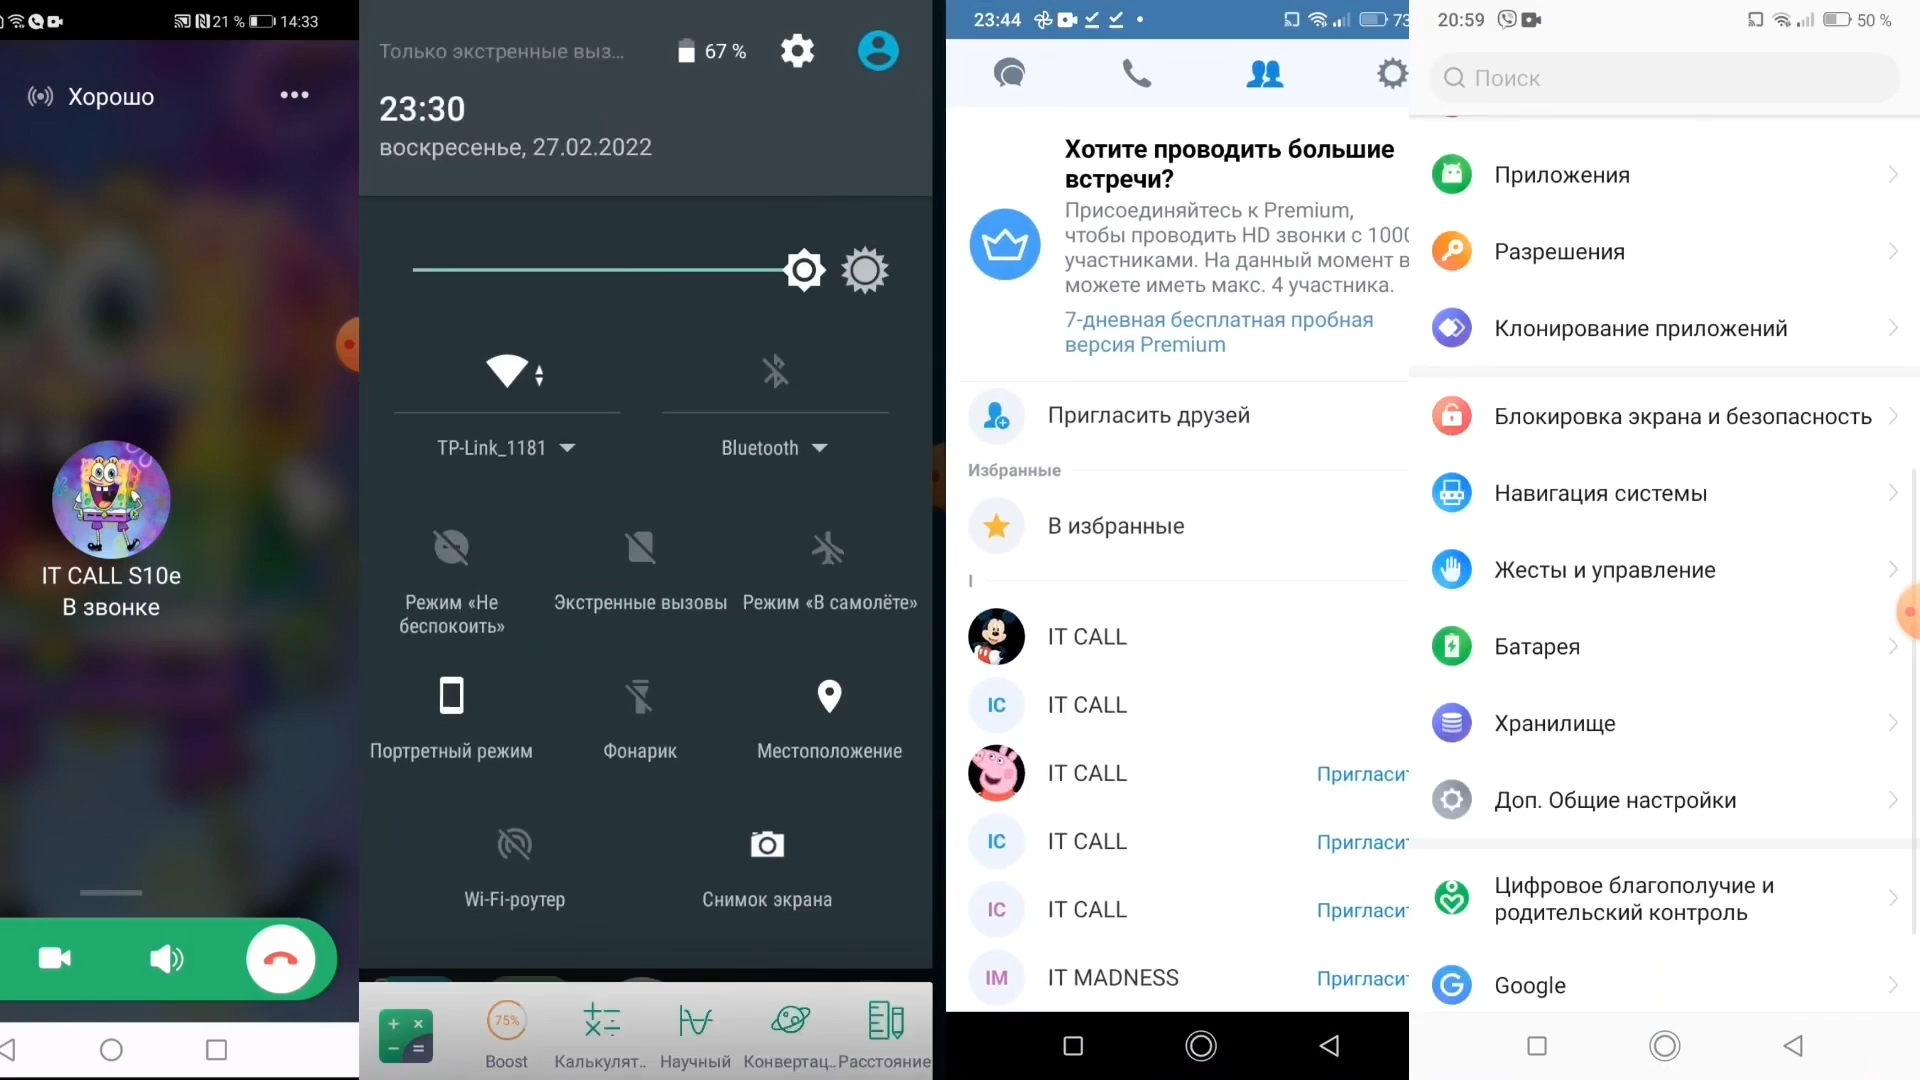 21 %
14:33
Хорошо
IT CALL S10e
В звонке
Только экстренные выз...
67 %
23:30
воскресенье, 27.02.2022
TP-Link_1181
Bluetooth
Режим «Не
беспокоить»
Экстренные вызовы
Режим «В самолёте»
Портретный режим
Фонарик
Местоположение
Wi-Fi-роутер
Снимок экрана
75%
Boost
Калькулят..
Научный
Конвертац..
Расстояние
23:44
73
Хотите проводить большие
встречи?
Присоединяйтесь к Premium,
чтобы проводить HD звонки с 1000
участниками. На данный момент в
можете иметь макс. 4 участника.
7-дневная бесплатная пробная
версия Premium
Пригласить друзей
Избранные
В избранные
I
IT CALL
IC
IT CALL
IT CALL
Пригласит
IC
IT CALL
Пригласит
IC
IT CALL
Пригласит
IM
IT MADNESS
Пригласит
20:59
50 %
Поиск
Приложения
Разрешения
Клонирование приложений
Блокировка экрана и безопасность
Навигация системы
Жесты и управление
Батарея
Хранилище
Доп. Общие настройки
Цифровое благополучие и
родительский контроль
Google